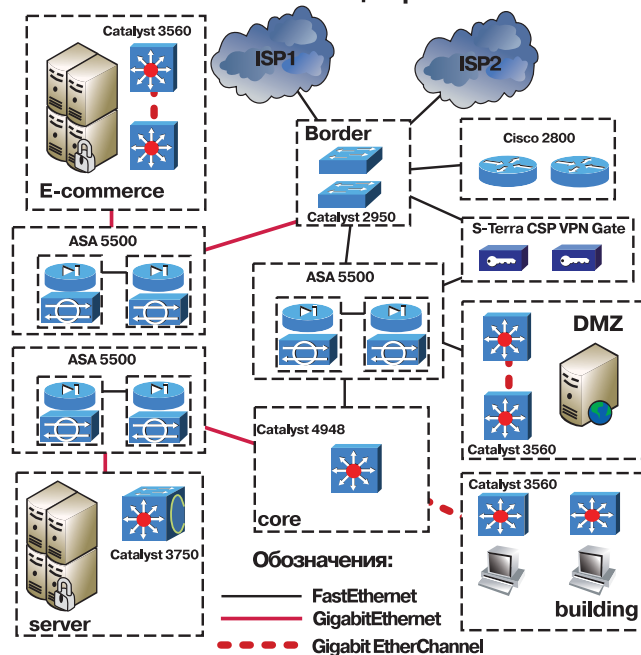 Catalyst 3560
E-commerce
ISP1
ISP2
Border
Catalyst 2950
Cisco 2800
S-Terra CSP VPN Gate
ASA 5500
ASA 5500
ASA 5500
DMZ
Catalyst 3560
Catalyst 4948
core
Catalyst 3560
building
Catalyst 3750
server
Обозначения:
FastEthernet
GigabitEthernet
Gigabit EtherChannel